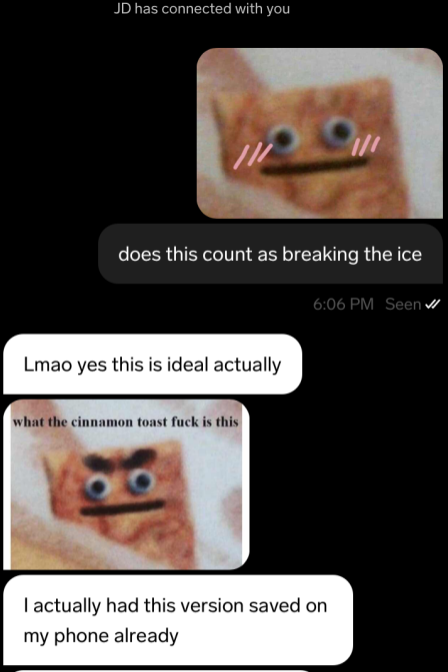 JD has connected with you
does this count as breaking the ice
6:06 PM Seen
Lmao yes this is ideal actually
what the cinnamon toast fuck is this
I actually had this version saved on
my phone already